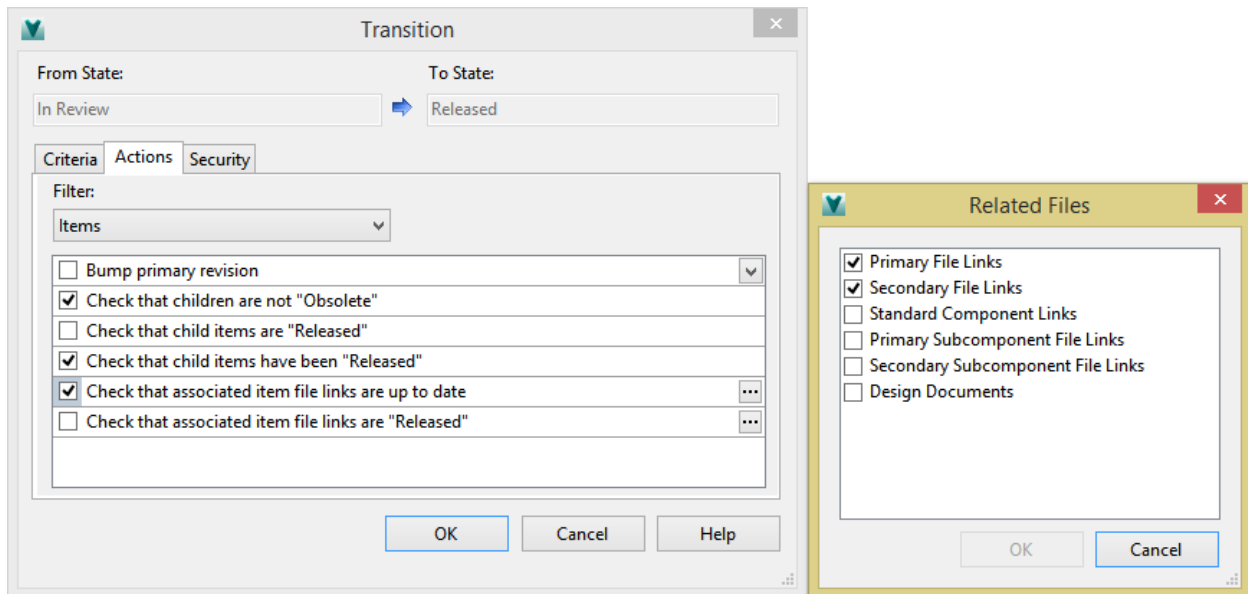 Transition
From State:
To State:
In Review
Released
Criteria
Actions
Security
Filter:
Items
Bump primary revision
Check that children are not "Obsolete"
Check that child items are "Released"
Check that child items have been "Released"
Check that associated item file links are up to date
Check that associated item file links are "Released"
OK
Cancel
Help
Related Files
Primary File Links
Secondary File Links
Standard Component Links
Primary Subcomponent File Links
Secondary Subcomponent File Links
Design Documents
OK
Cancel